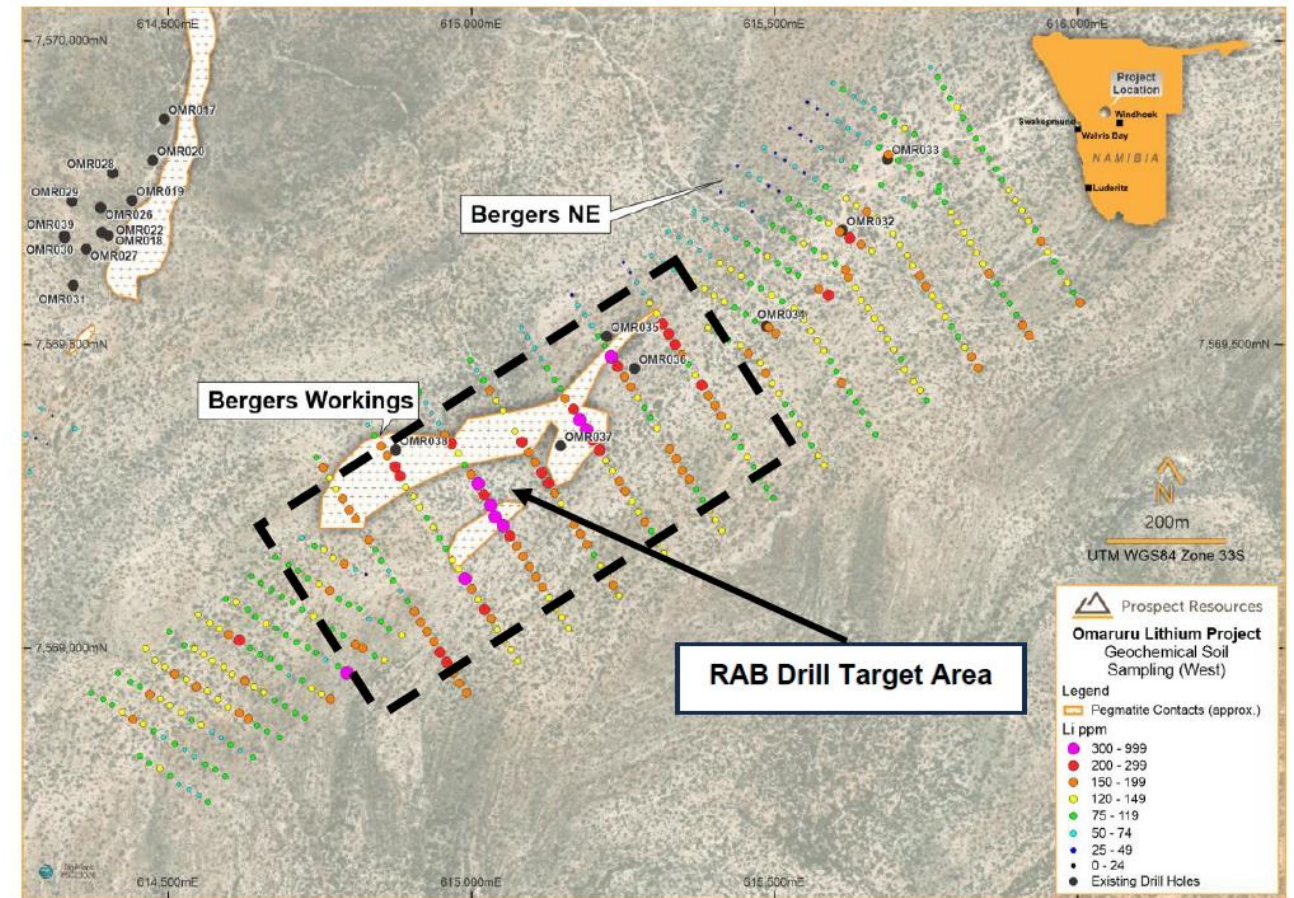 614,500mE
615,000mE
615,500mE
616,000mE
7,570,000mN
Project
Location
Swakopmund
Windhoek
Walvis Bay
NAMIBIA
Luderitz
OMR017
OMR020
OMR028
OMR029
OMR019
OMR026
OMR039
OMR022
OMR018
OMR030
OMR027
OMR031
OMR033
Bergers NE
OMR032
OMR034
OMR035
OMR036
7,569,500mN
7,569,500mN
Bergers Workings
OMR038
OMR037
N
200m
UTM WGS84 Zone 33S
RAB Drill Target Area
7,569,000mN
Prospect Resources
Omaruru Lithium Project
Geochemical Soil
Sampling (West)
Legend
Pegmatite Contacts (approx.)
Li ppm
300 - 999
200 - 299
150 - 199
120 - 149
75 - 119
50 - 74
25 - 49
0 - 24
Existing Drill Holes
614,500mE
615,000mE
615,500mE